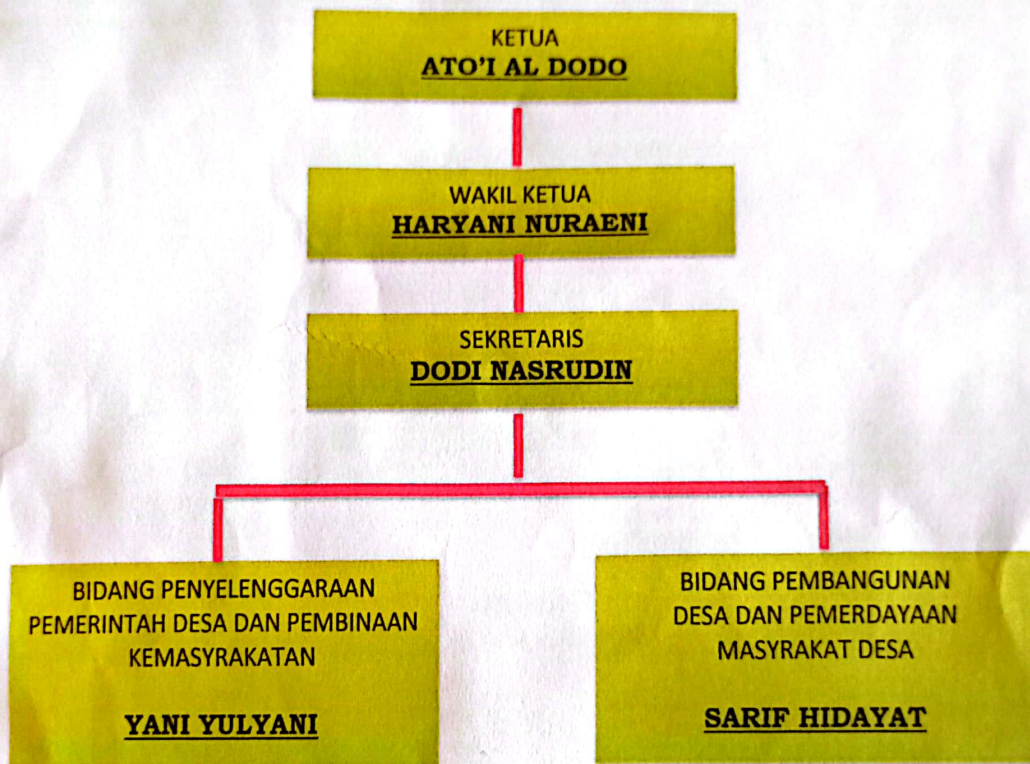 KETUA
ATO'I AL DODO
WAKIL KETUA
HARYANI NURAENI
SEKRETARIS
DODI NASRUDIN
BIDANG PENYELENGGARAAN
PEMERINTAH DESA DAN PEMBINAAN
KEMASYRAKATAN
YANI YULYANI
BIDANG PEMBANGUNAN
DESA DAN PEMERDAYAAN
MASYRAKAT DESA
SARIF HIDAYAT